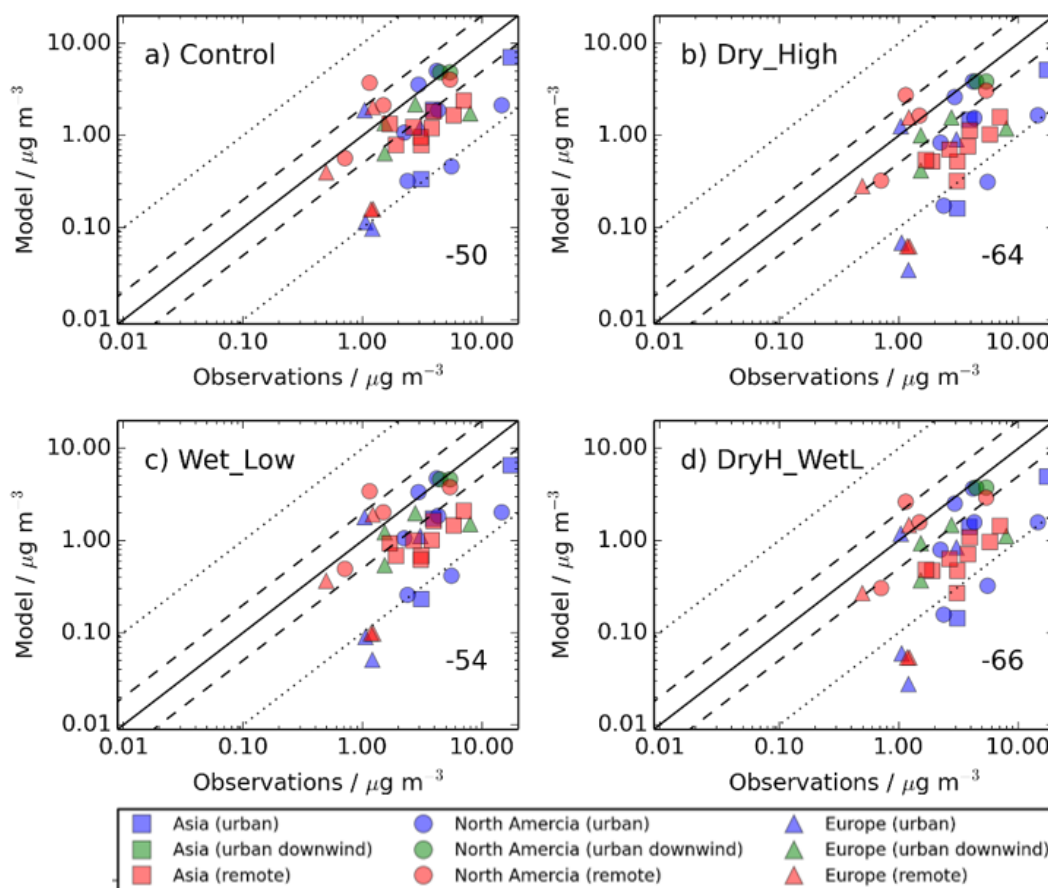 a) Control
b) Dry_High
10.00
1.00
0.10
0.01
Model / μg m⁻³
-50
0.01 0.10 1.00 10.00
Observations / μg m⁻³
10.00
1.00
0.10
0.01
Model / μg m⁻³
-64
0.01 0.10 1.00 10.00
Observations / μg m⁻³
c) Wet_Low
d) DryH_WetL
10.00
1.00
0.10
0.01
Model / μg m⁻³
-54
0.01 0.10 1.00 10.00
Observations / μg m⁻³
10.00
1.00
0.10
0.01
Model / μg m⁻³
-66
0.01 0.10 1.00 10.00
Observations / μg m⁻³
Asia (urban)
Asia (urban downwind)
Asia (remote)
North Amercia (urban)
North Amercia (urban downwind)
North Amercia (remote)
Europe (urban)
Europe (urban downwind)
Europe (remote)